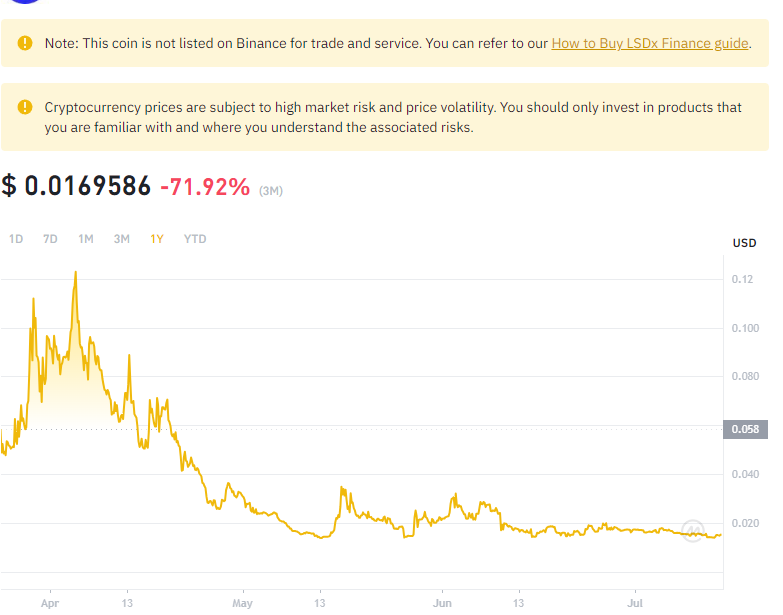 Note: This coin is not listed on Binance for trade and service. You can refer to our How to Buy LSDx Finance guide.
Cryptocurrency prices are subject to high market risk and price volatility. You should only invest in products that
you are familiar with and where you understand the associated risks.
$ 0.0169586 -71.92% (3M)
1D 7D 1M 3M 1Y YTD
USD
0.12
0.100
0.080
0.058
0.040
0.020
Apr 13 May 13 Jun 13 Jul